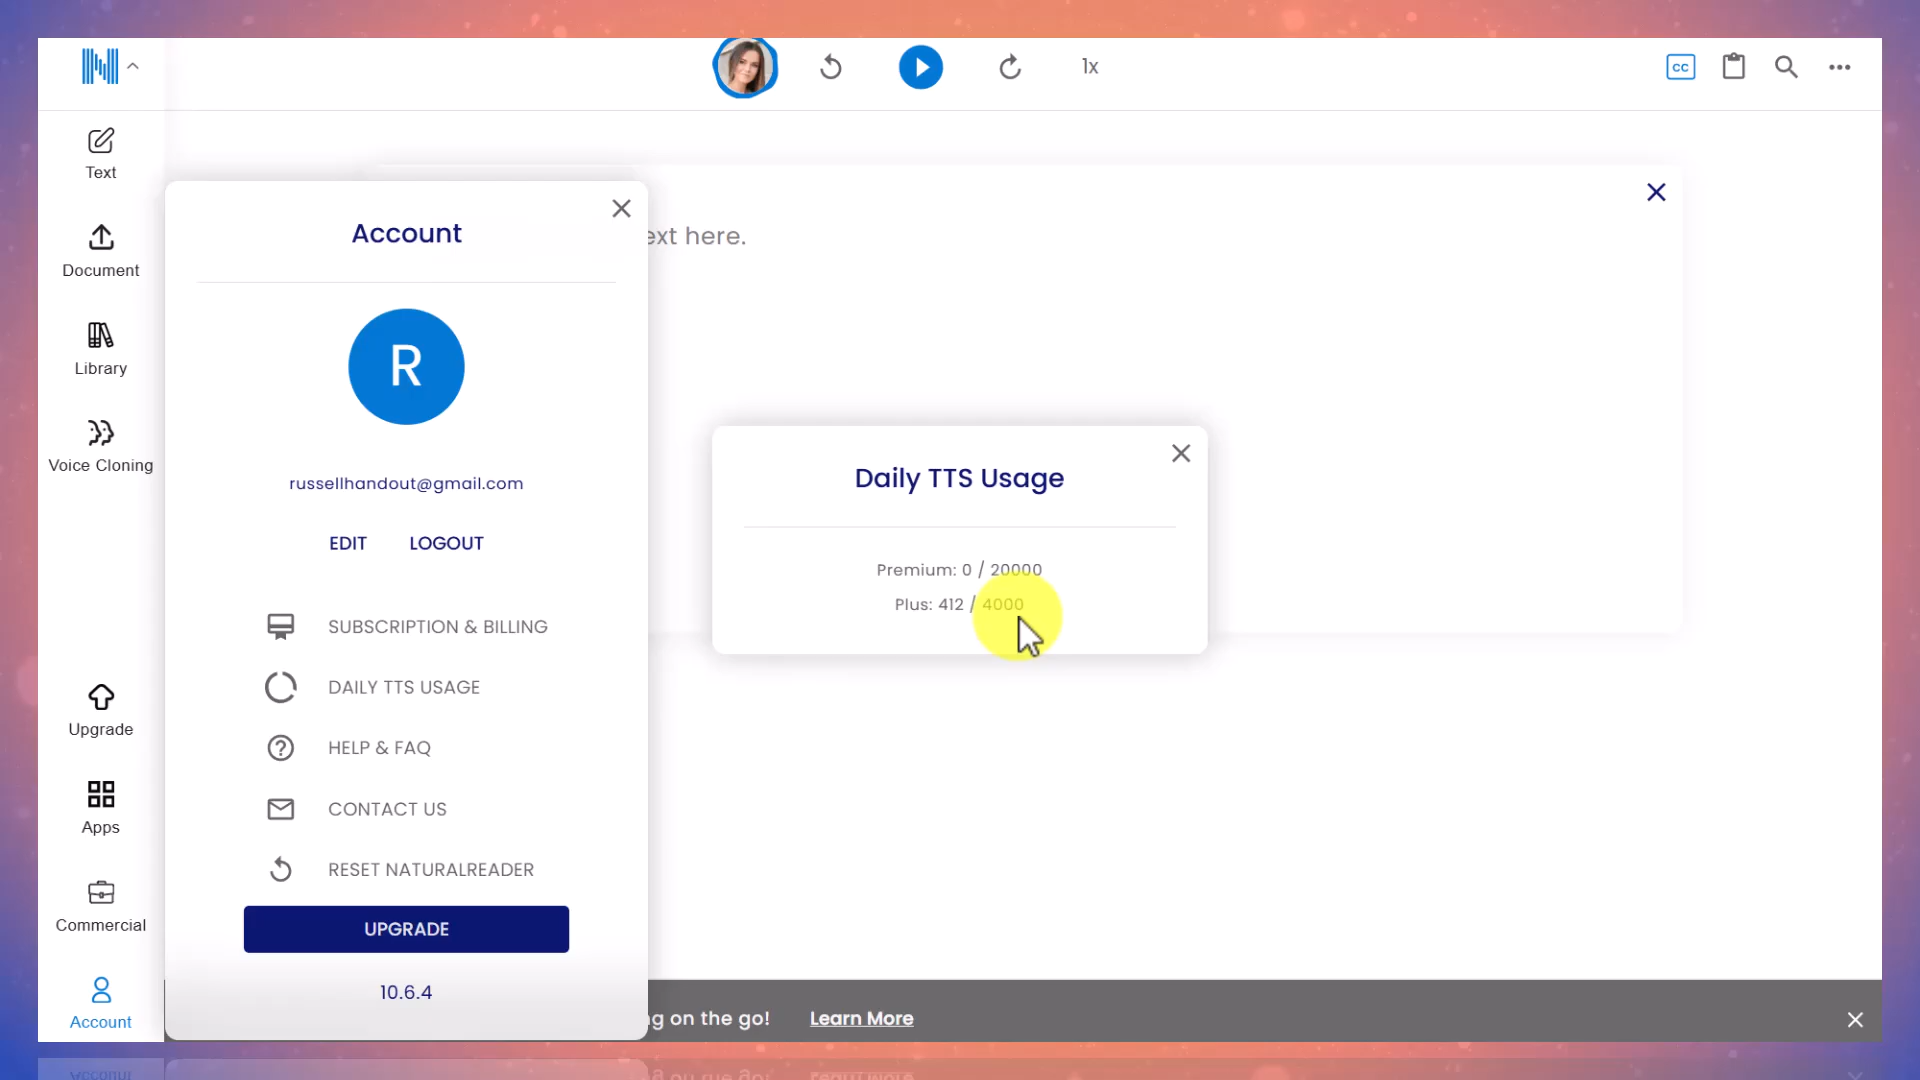 1x
CC
Text
Document
Library
Voice Cloning
Upgrade
Apps
Commercial
Account
Account
R
russellhandout@gmail.com
EDIT LOGOUT
SUBSCRIPTION & BILLING
DAILY TTS USAGE
HELP & FAQ
CONTACT US
RESET NATURALREADER
UPGRADE
10.6.4
ext here.
Daily TTS Usage
Premium: 0 / 20000
Plus: 412 / 4000
ng on the go! Learn More